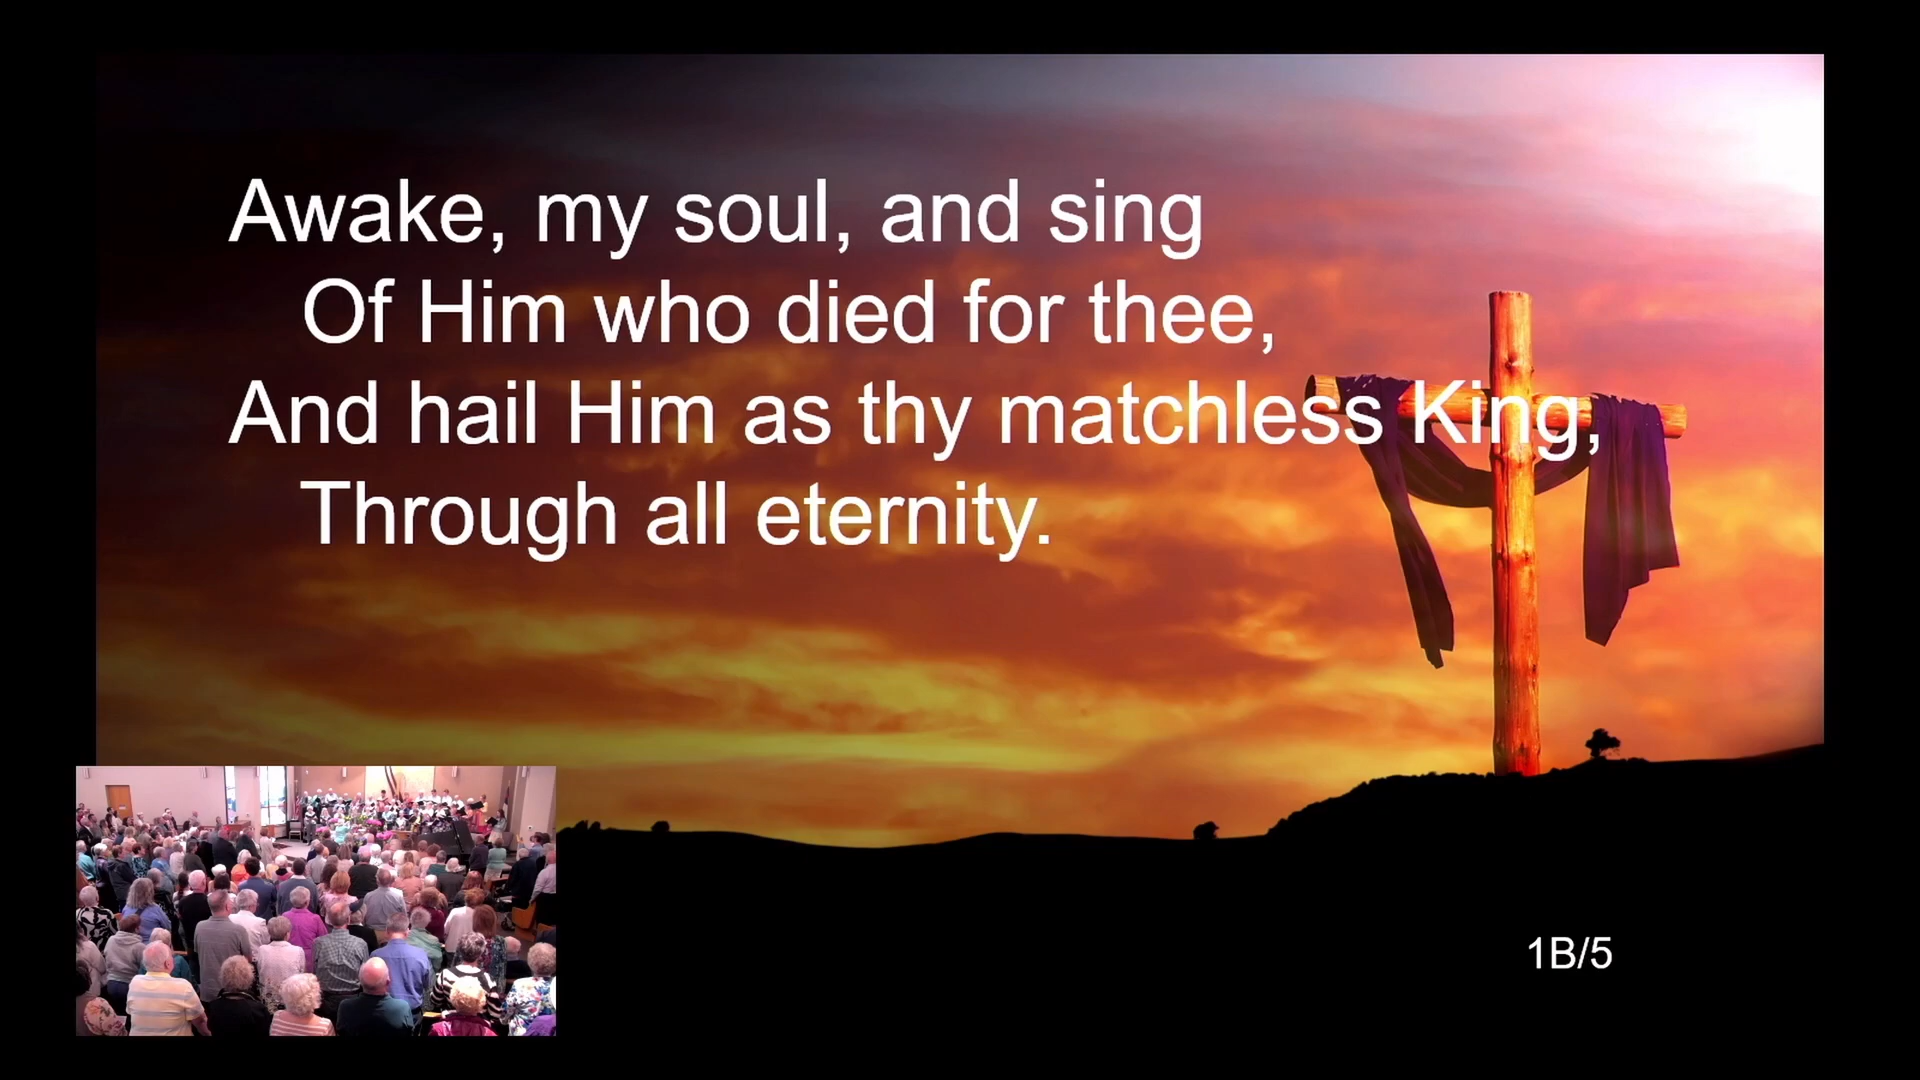 Awake, my soul, and sing
Of Him who died for thee,
And hail Him as thy matchless King,
Through all eternity.
1B/5